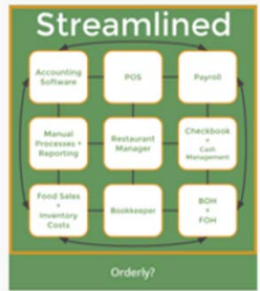 Streamlined
Accounting
Software
POS
Payroll
Manual
Processes +
Reporting
Restaurant
Manager
Checkbook
+
Cash
Management
Food Sales
+
Inventory
Costs
Bookkeeper
BOH
+
FOH
Orderly?